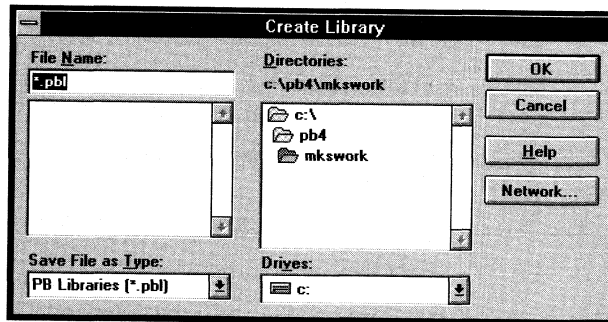 Create Library
File Name:
*.pbl
Directories:
c:\pb4\mkswork
c:\
pb4
mkswork
OK
Cancel
Help
Network...
Save File as Type:
PB Libraries (*.pbl)
Drives:
c: